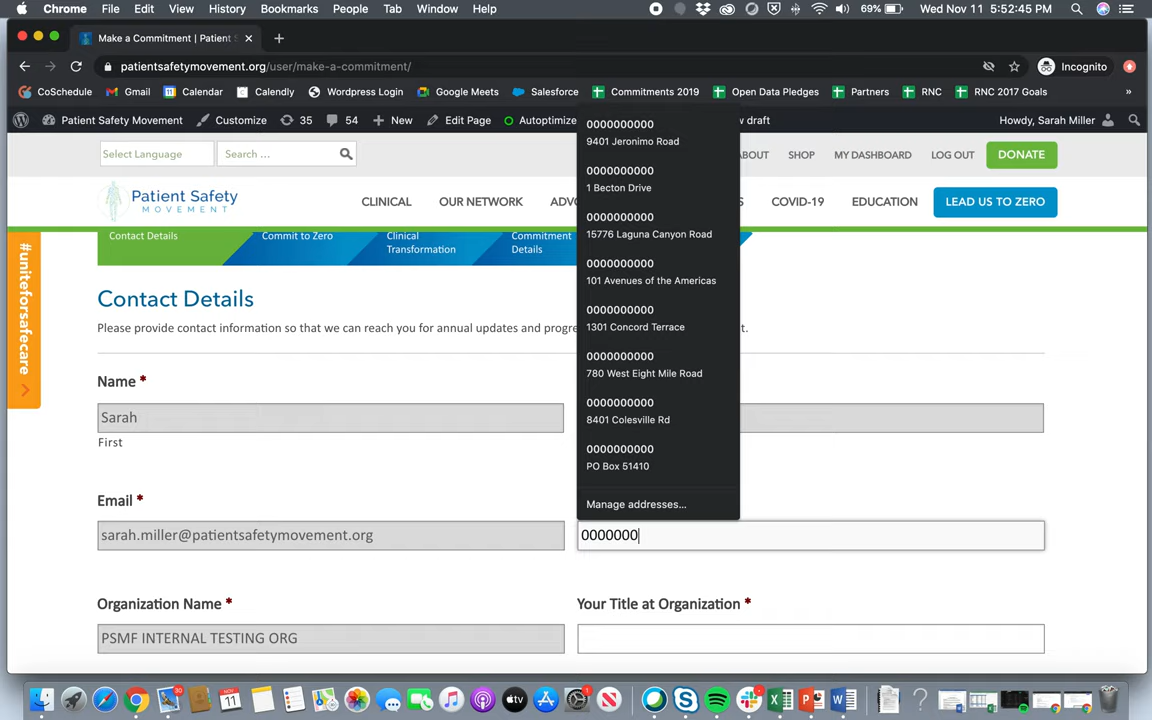 Chrome File Edit View History Bookmarks People Tab Window Help 69% Wed Nov 11 5:52:45 PM
Make a Commitment | Patient S
patientsafetymovement.org/user/make-a-commitment/ Incognito
CoSchedule Gmail Calendar Calendly Wordpress Login Google Meets Salesforce Commitments 2019 Open Data Pledges Partners RNC RNC 2017 Goals »
Patient Safety Movement Customize 35 54 New Edit Page Autoptimize w draft Howdy, Sarah Miller
Select Language Search ... BOUT SHOP MY DASHBOARD LOG OUT DONATE
Patient Safety
MOVEMENT
CLINICAL OUR NETWORK ADVO S COVID-19 EDUCATION LEAD US TO ZERO
Contact Details Commit to Zero Clinical Transformation Commitment Details
#uniteforsafecare
Contact Details
Please provide contact information so that we can reach you for annual updates and progre t.
Name *
Sarah
First
Email *
sarah.miller@patientsafetymovement.org
0000000
Organization Name *
Your Title at Organization *
PSMF INTERNAL TESTING ORG
0000000000
9401 Jeronimo Road
0000000000
1 Becton Drive
0000000000
15776 Laguna Canyon Road
0000000000
101 Avenues of the Americas
0000000000
1301 Concord Terrace
0000000000
780 West Eight Mile Road
0000000000
8401 Colesville Rd
0000000000
PO Box 51410
Manage addresses...